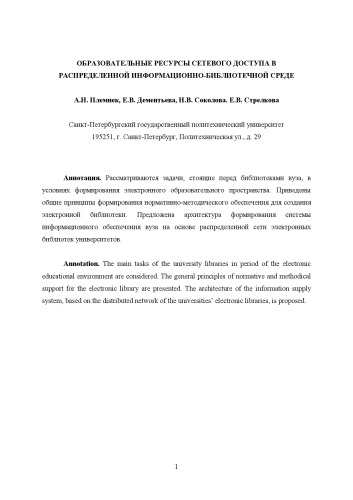 ОБРАЗОВАТЕЛЬНЫЕ РЕСУРСЫ СЕТЕВОГО ДОСТУПА В
РАСПРЕДЕЛЕННОЙ ИНФОРМАЦИОННО-БИБЛИОТЕЧНОЙ СРЕДЕ
А.И. Племнек, Е.В. Дементьева, Н.В. Соколова. Е.В. Стрелкова
Санкт-Петербургский государственный политехнический университет
195251, г. Санкт-Петербург, Политехническая ул., д. 29
Аннотация. Рассматриваются задачи, стоящие перед библиотеками вуза, в
условиях формирования электронного образовательного пространства. Приведены
общие принципы формирования нормативно-методического обеспечения для создания
электронной библиотеки. Предложена архитектура формирования системы
информационного обеспечения вуза на основе распределенной сети электронных
библиотек университетов.
Annotation. The main tasks of the university libraries in period of the electronic
educational environment are considered. The general principles of normative and methodical
support for the electronic library are presented. The architecture of the information supply
system, based on the distributed network of the universities' electronic libraries, is proposed.
1